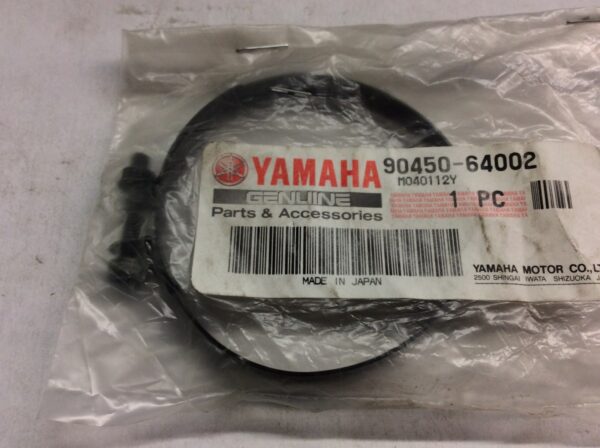 YAMAHA 90450-64002
M040112Y
GENUINE
1 PC
Parts & Accessories
MADE IN JAPAN
YAMAHA MOTOR CO.,
2500 SHINGAI IWATA SHIZUOKA